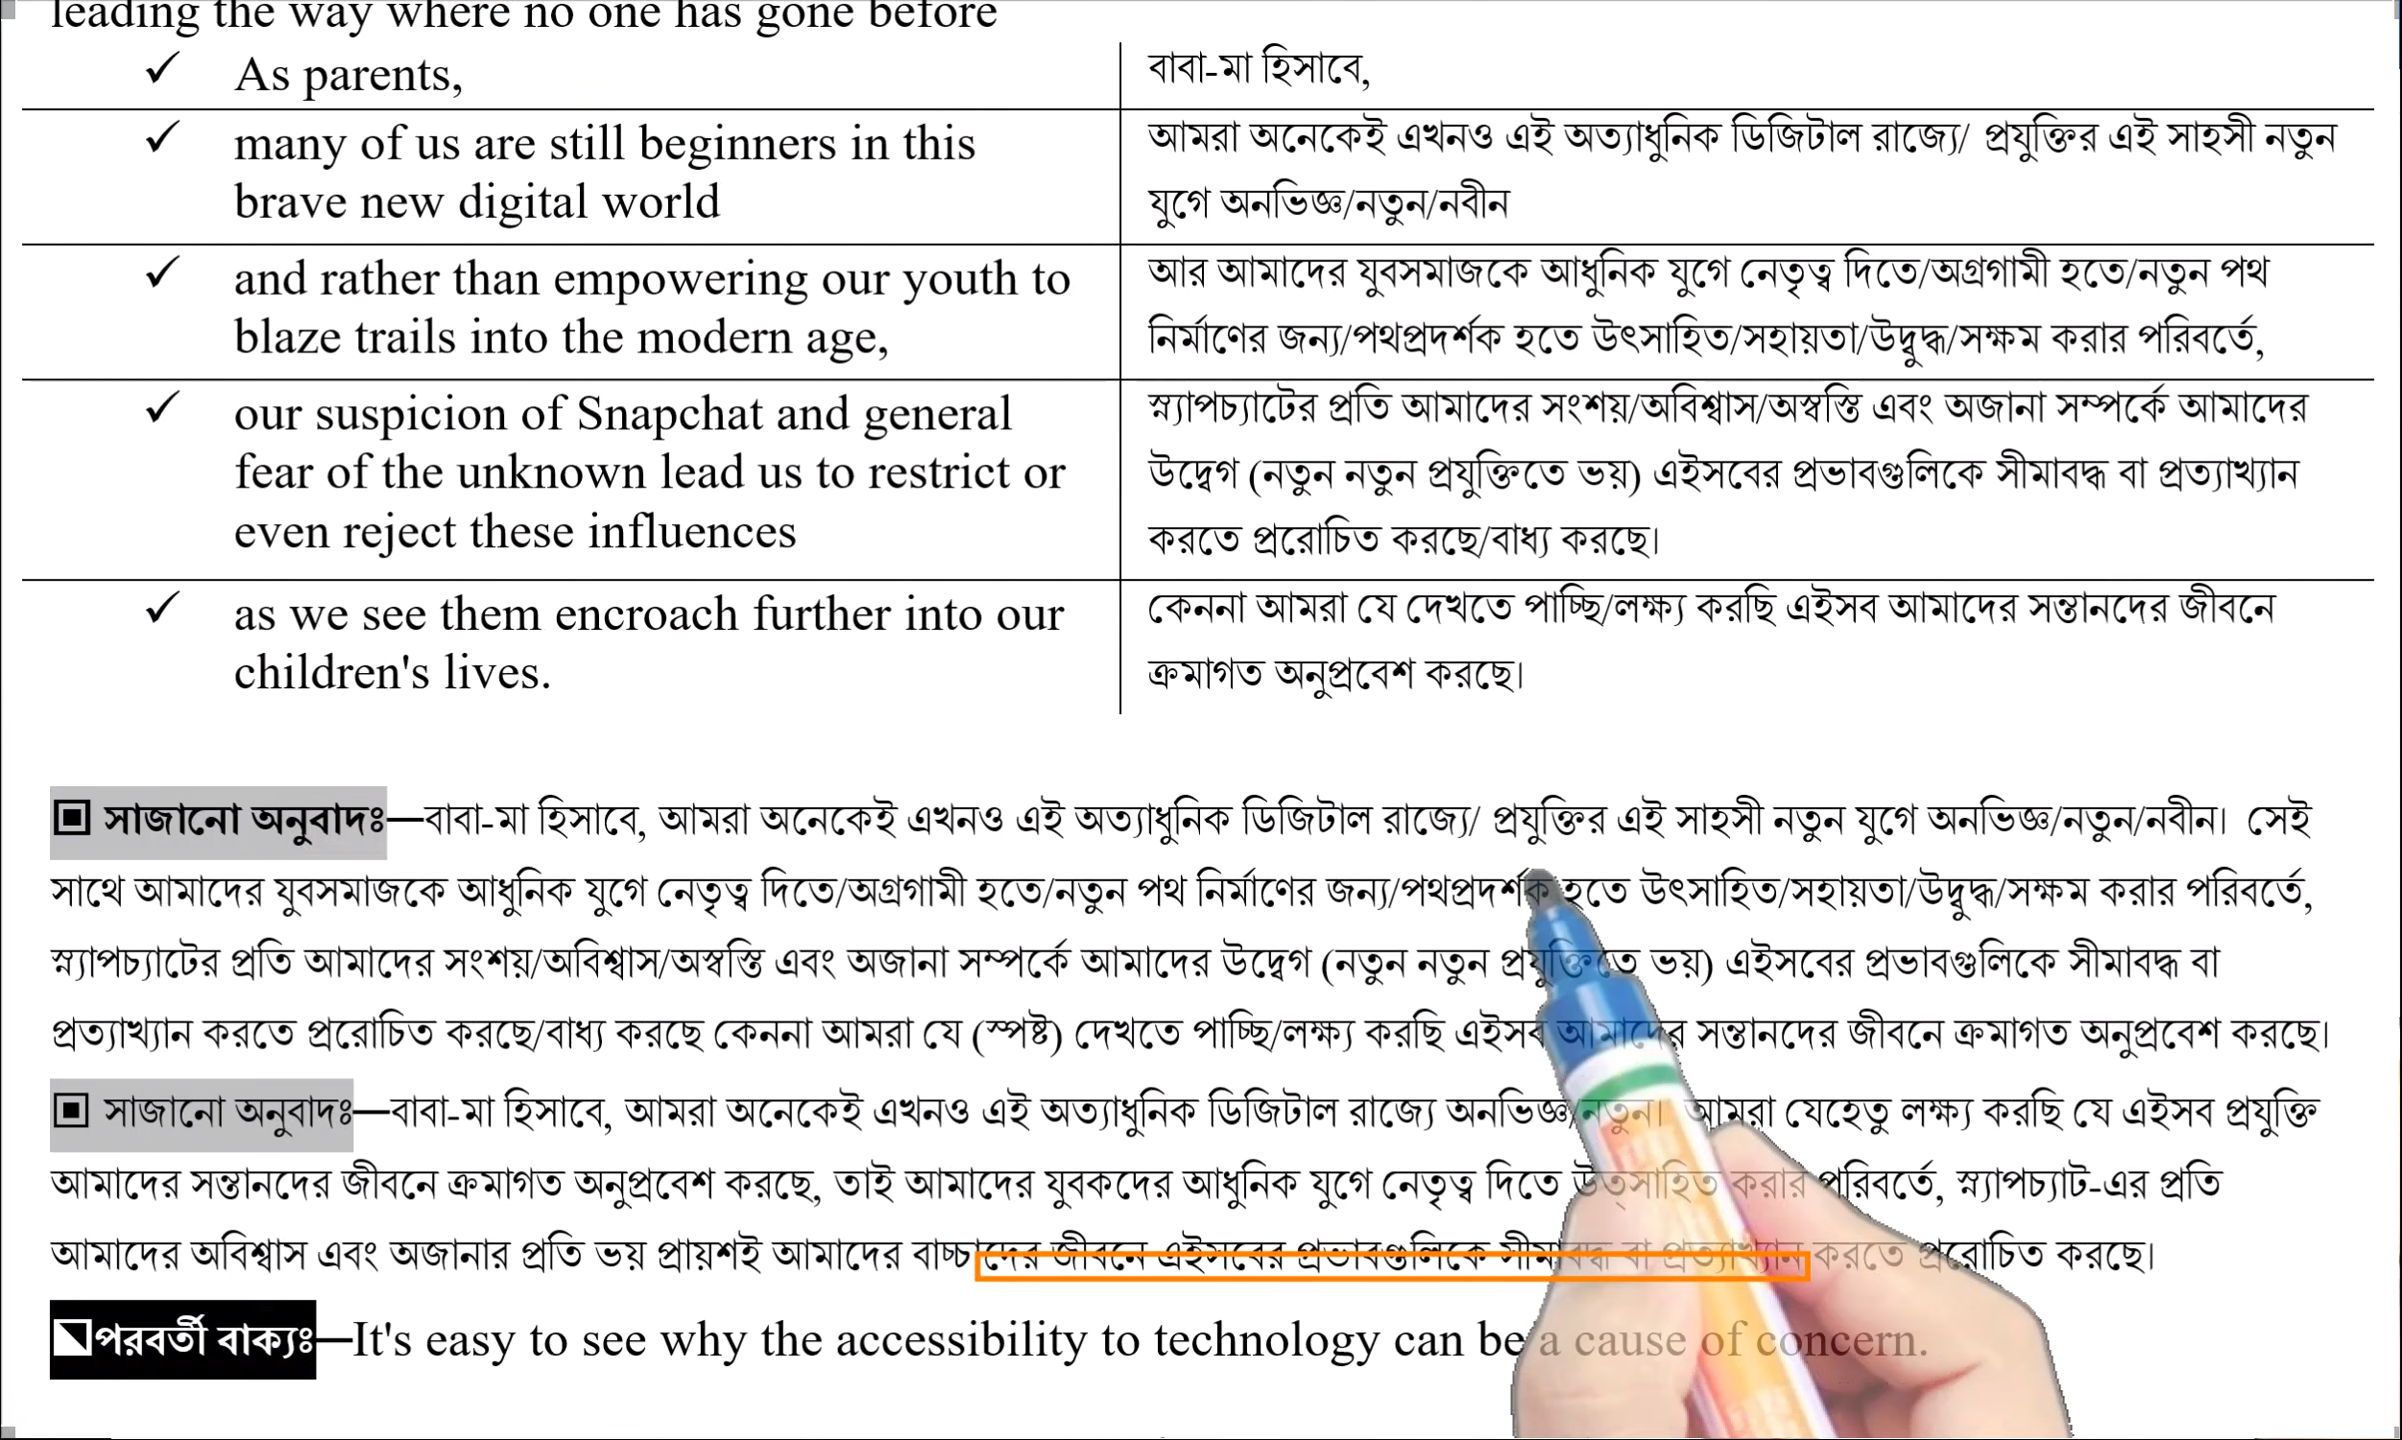 leading the way where no one has gone before
✓ As parents,
বাবা-মা হিসাবে,
✓ many of us are still beginners in this
brave new digital world
আমরা অনেকেই এখনও এই অত্যাধুনিক ডিজিটাল রাজ্যে/ প্রযুক্তির এই সাহসী নতুন
যুগে অনভিজ্ঞ/নতুন/নবীন
✓ and rather than empowering our youth to
blaze trails into the modern age,
আর আমাদের যুবসমাজকে আধুনিক যুগে নেতৃত্ব দিতে/অগ্রগামী হতে/নতুন পথ
নির্মাণের জন্য/পথপ্রদর্শক হতে উৎসাহিত/সহায়তা/উদ্বুদ্ধ/সক্ষম করার পরিবর্তে,
✓ our suspicion of Snapchat and general
fear of the unknown lead us to restrict or
even reject these influences
স্ন্যাপচ্যাটের প্রতি আমাদের সংশয়/অবিশ্বাস/অস্বস্তি এবং অজানা সম্পর্কে আমাদের
উদ্বেগ (নতুন নতুন প্রযুক্তিতে ভয়) এইসবের প্রভাবগুলিকে সীমাবদ্ধ বা প্রত্যাখ্যান
করতে প্ররোচিত করছে/বাধ্য করছে।
✓ as we see them encroach further into our
children's lives.
কেননা আমরা যে দেখতে পাচ্ছি/লক্ষ্য করছি এইসব আমাদের সন্তানদের জীবনে
ক্রমাগত অনুপ্রবেশ করছে।
▣ সাজানো অনুবাদঃ—বাবা-মা হিসাবে, আমরা অনেকেই এখনও এই অত্যাধুনিক ডিজিটাল রাজ্যে/ প্রযুক্তির এই সাহসী নতুন যুগে অনভিজ্ঞ/নতুন/নবীন। সেই
সাথে আমাদের যুবসমাজকে আধুনিক যুগে নেতৃত্ব দিতে/অগ্রগামী হতে/নতুন পথ নির্মাণের জন্য/পথপ্রদর্শক হতে উৎসাহিত/সহায়তা/উদ্বুদ্ধ/সক্ষম করার পরিবর্তে,
স্ন্যাপচ্যাটের প্রতি আমাদের সংশয়/অবিশ্বাস/অস্বস্তি এবং অজানা সম্পর্কে আমাদের উদ্বেগ (নতুন নতুন প্রযুক্তিতে ভয়) এইসবের প্রভাবগুলিকে সীমাবদ্ধ বা
প্রত্যাখ্যান করতে প্ররোচিত করছে/বাধ্য করছে কেননা আমরা যে (স্পষ্ট) দেখতে পাচ্ছি/লক্ষ্য করছি এইসব আমাদের সন্তানদের জীবনে ক্রমাগত অনুপ্রবেশ করছে।
▣ সাজানো অনুবাদঃ—বাবা-মা হিসাবে, আমরা অনেকেই এখনও এই অত্যাধুনিক ডিজিটাল রাজ্যে অনভিজ্ঞ/নতুন। আমরা যেহেতু লক্ষ্য করছি যে এইসব প্রযুক্তি
আমাদের সন্তানদের জীবনে ক্রমাগত অনুপ্রবেশ করছে, তাই আমাদের যুবকদের আধুনিক যুগে নেতৃত্ব দিতে উত্সাহিত করার পরিবর্তে, স্ন্যাপচ্যাট-এর প্রতি
আমাদের অবিশ্বাস এবং অজানার প্রতি ভয় প্রায়শই আমাদের বাচ্চাদের জীবনে এইসবের প্রভাবগুলিকে সীমাবদ্ধ বা প্রত্যাখ্যান করতে প্ররোচিত করছে।
পরবর্তী বাক্যঃ—It's easy to see why the accessibility to technology can be a cause of concern.